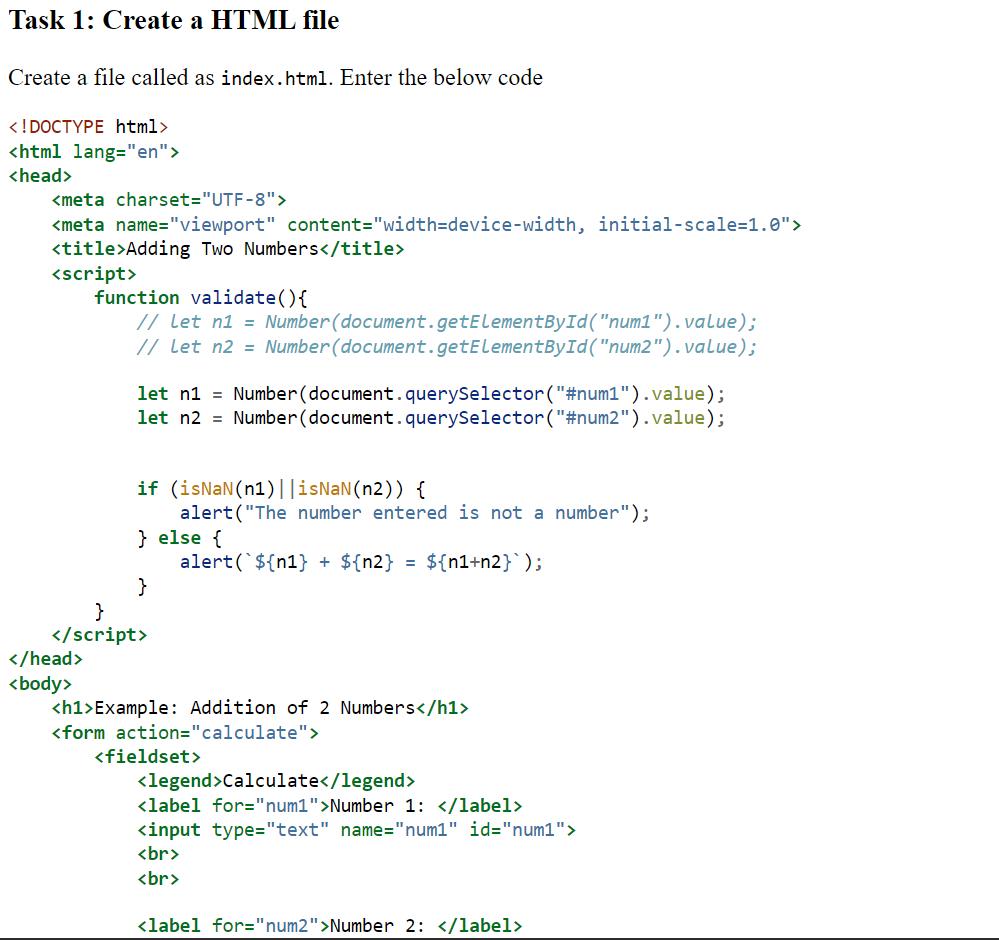 Task 1: Create a HTML file
Create a file called as index.html. Enter the below code
<!DOCTYPE html>
<html lang="en">
<head>
    <meta charset="UTF-8">
    <meta name="viewport" content="width=device-width, initial-scale=1.0">
    <title>Adding Two Numbers</title>
    <script>
        function validate(){
            // let n1 = Number(document.getElementById("num1").value);
            // let n2 = Number(document.getElementById("num2").value);
            let n1 = Number(document.querySelector("#num1").value);
            let n2 = Number(document.querySelector("#num2").value);
            if (isNaN(n1)||isNaN(n2)) {
                alert("The number entered is not a number");
            } else {
                alert(`${n1} + ${n2} = ${n1+n2}`);
            }
        }
    </script>
</head>
<body>
    <h1>Example: Addition of 2 Numbers</h1>
    <form action="calculate">
        <fieldset>
            <legend>Calculate</legend>
            <label for="num1">Number 1: </label>
            <input type="text" name="num1" id="num1">
            <br>
            <br>
            <label for="num2">Number 2: </label>